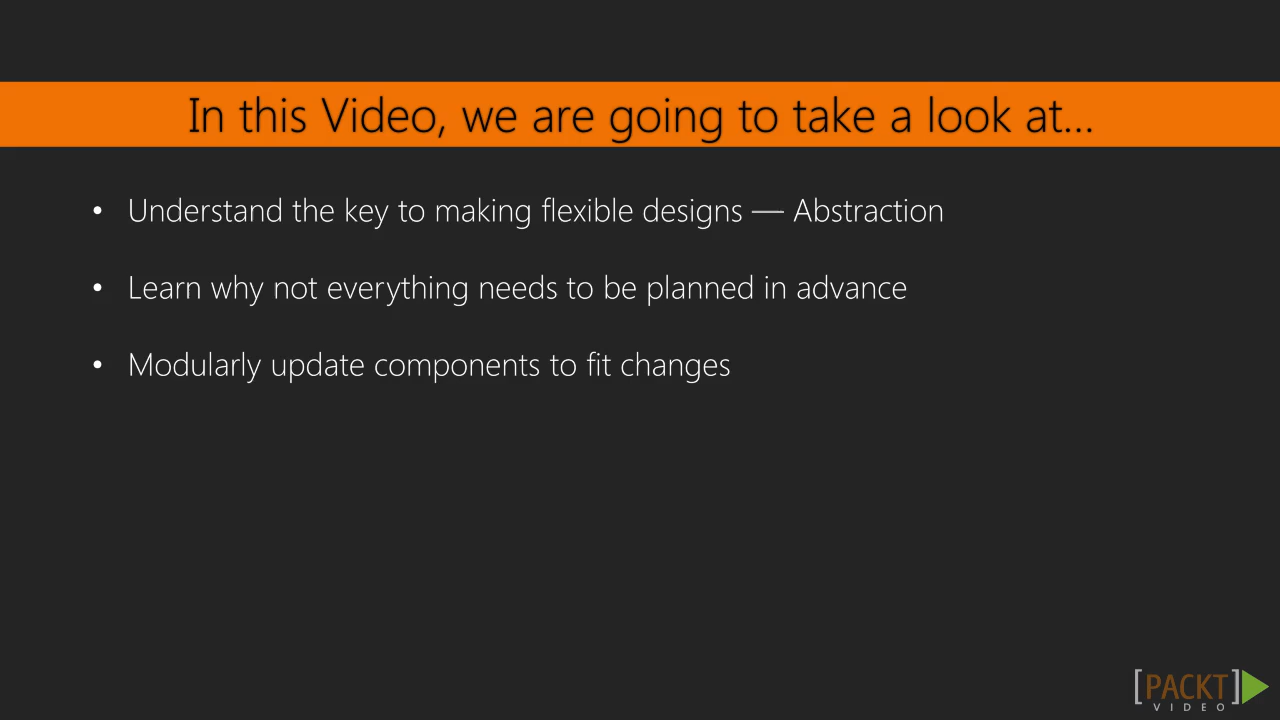 In this Video, we are going to take a look at...
• Understand the key to making flexible designs — Abstraction
• Learn why not everything needs to be planned in advance
• Modularly update components to fit changes
[PACKT]
VIDEO